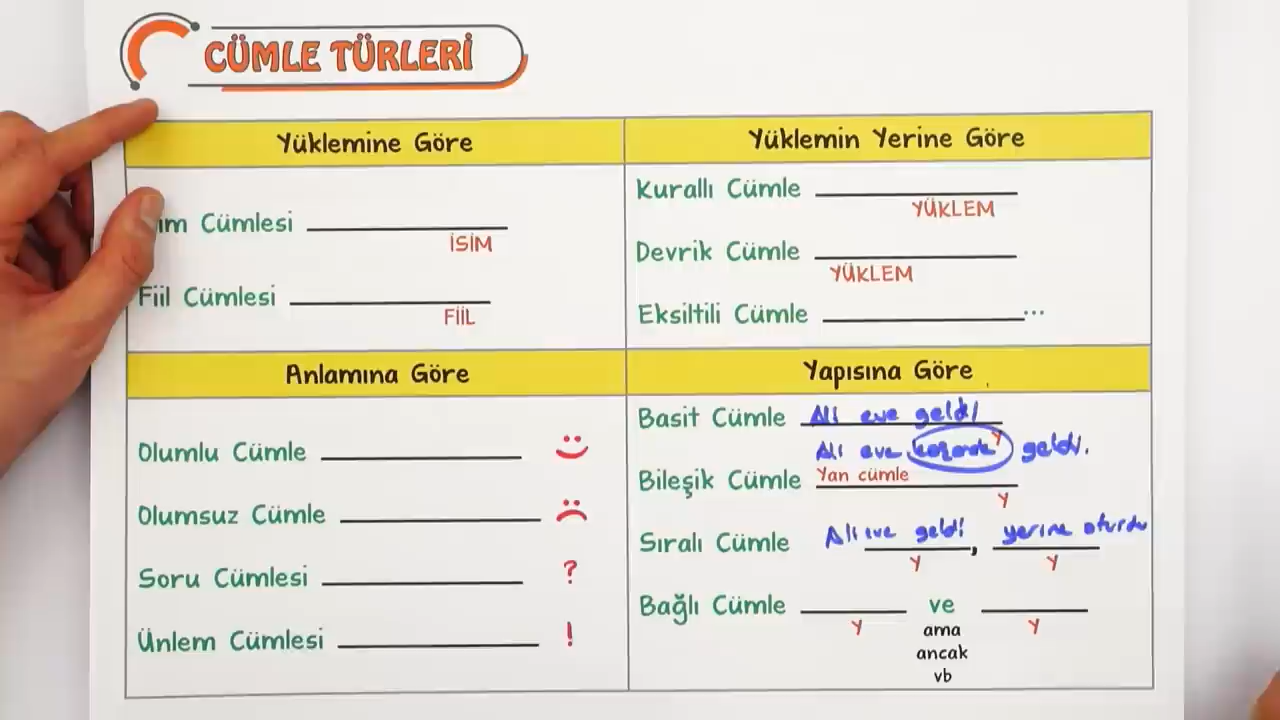 CÜMLE TÜRLERİ
Yüklemine Göre
im Cümlesi
İSİM
Fiil Cümlesi
FİİL
Yüklemin Yerine Göre
Kurallı Cümle
YÜKLEM
Devrik Cümle
YÜKLEM
Eksiltili Cümle ...
Anlamına Göre
Olumlu Cümle
Olumsuz Cümle
Soru Cümlesi ?
Ünlem Cümlesi !
Yapısına Göre
Basit Cümle Ali eve geldi
Y
Ali eve koşarak geldi.
Bileşik Cümle Yan cümle
Y
Sıralı Cümle Ali eve geldi , yerine oturdu
Y Y
Bağlı Cümle ve
Y ama Y
ancak
vb